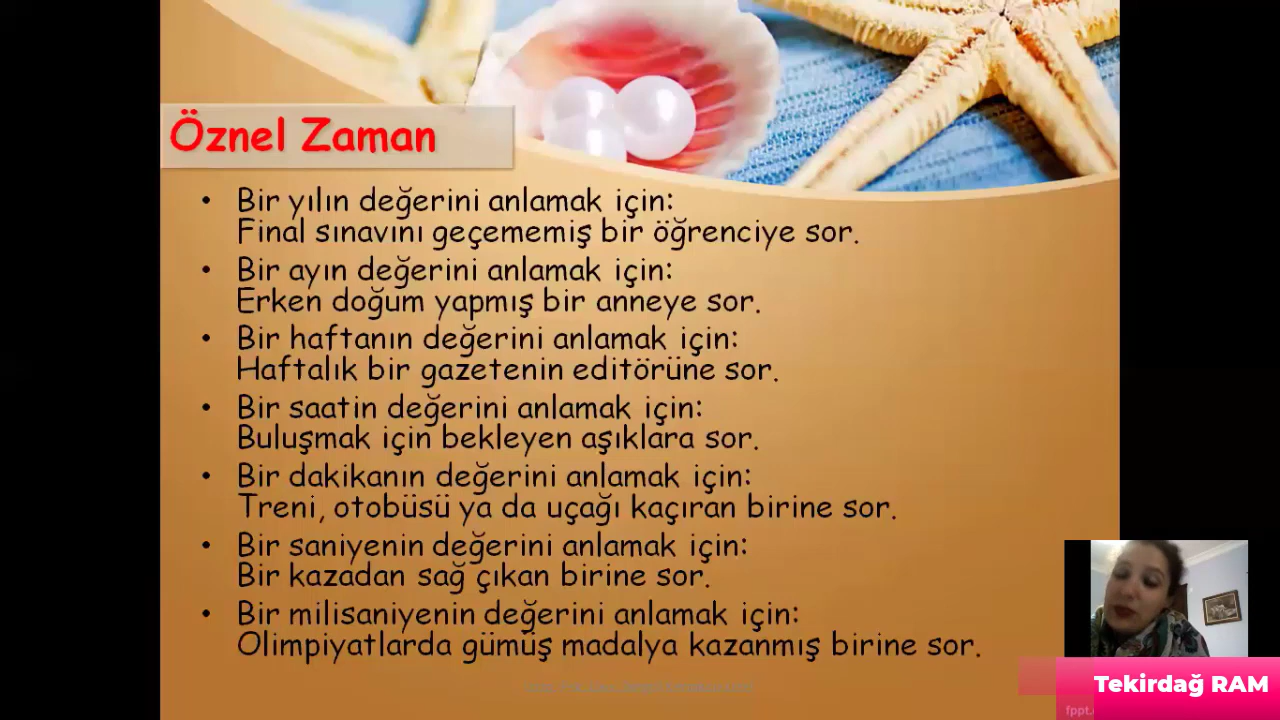 Öznel Zaman
• Bir yılın değerini anlamak için:
Final sınavını geçememiş bir öğrenciye sor.
• Bir ayın değerini anlamak için:
Erken doğum yapmış bir anneye sor.
• Bir haftanın değerini anlamak için:
Haftalık bir gazetenin editörüne sor.
• Bir saatin değerini anlamak için:
Buluşmak için bekleyen aşıklara sor.
• Bir dakikanın değerini anlamak için:
Treni, otobüsü ya da uçağı kaçıran birine sor.
• Bir saniyenin değerini anlamak için:
Bir kazadan sağ çıkan birine sor.
• Bir milisaniyenin değerini anlamak için:
Olimpiyatlarda gümüş madalya kazanmış birine sor.
Tekirdağ RAM